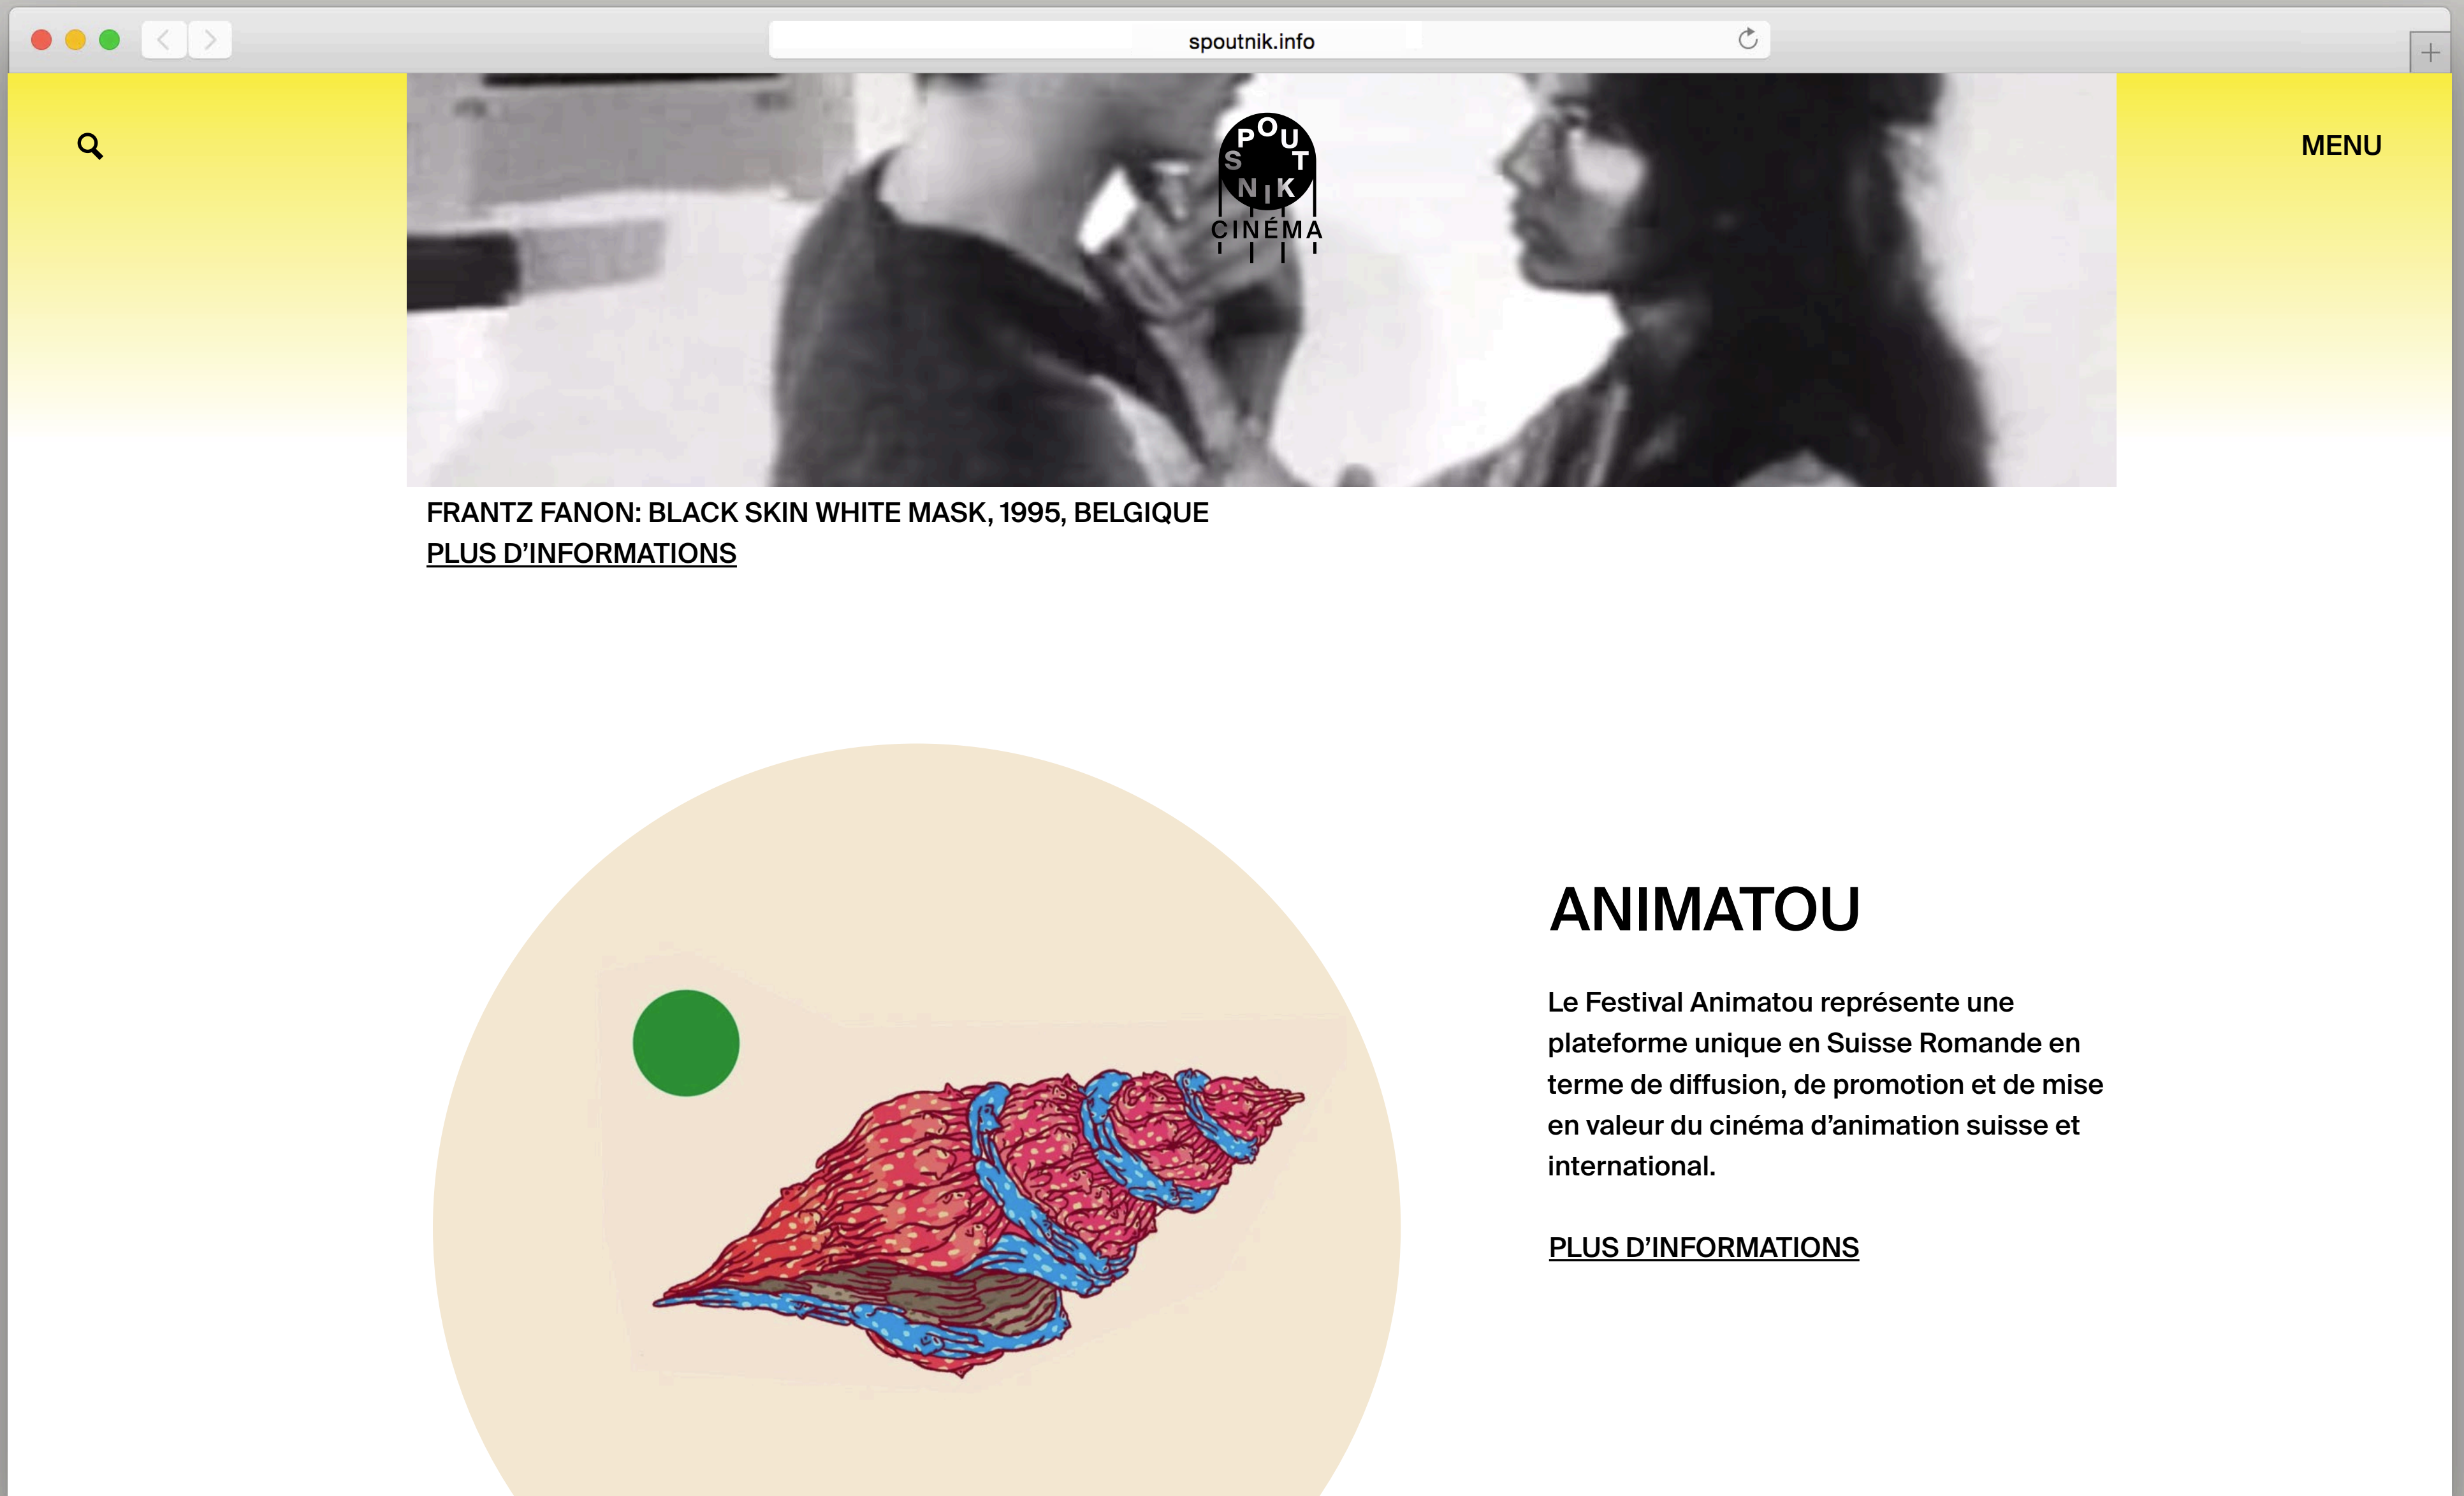 spoutnik.info
MENU
SPOUTNIK
CINÉMA
FRANTZ FANON: BLACK SKIN WHITE MASK, 1995, BELGIQUE
PLUS D’INFORMATIONS
ANIMATOU
Le Festival Animatou représente une
plateforme unique en Suisse Romande en
terme de diffusion, de promotion et de mise
en valeur du cinéma d’animation suisse et
international.
PLUS D’INFORMATIONS